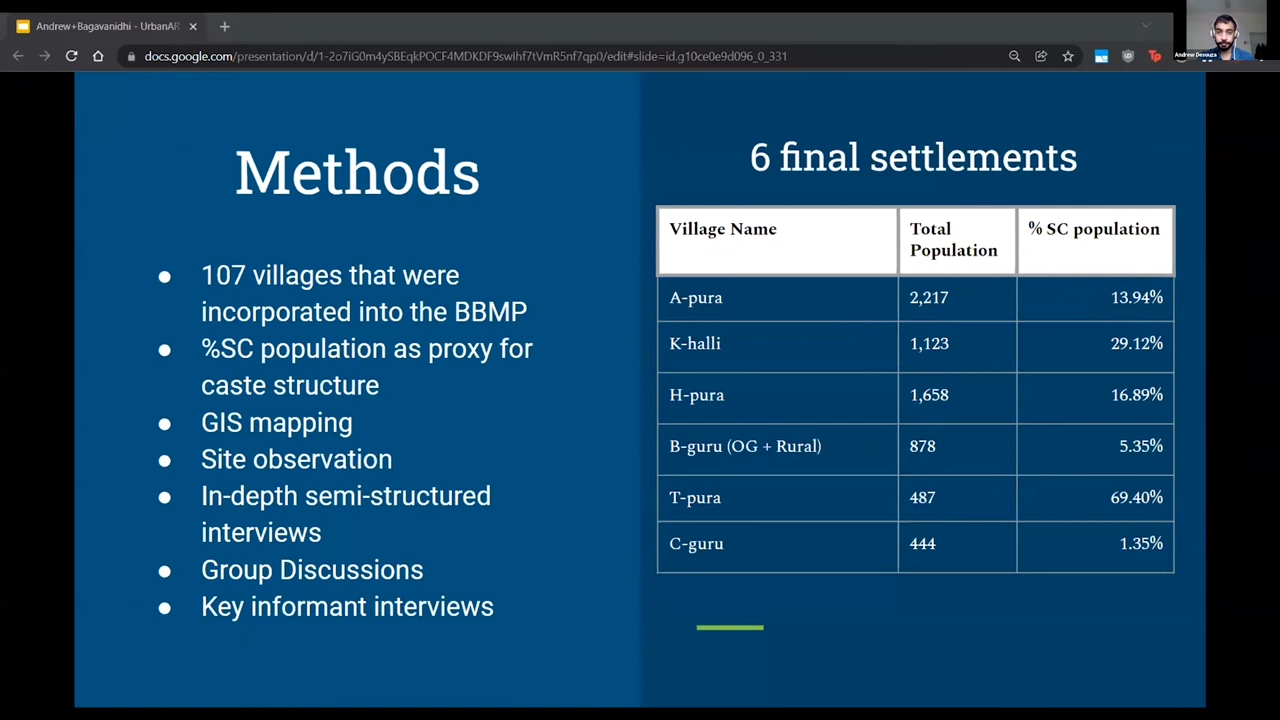 Andrew+Bagavanidhi - UrbanAR
docs.google.com/presentation/d/1-2o7iG0m4ySBEqkPOCF4MDKDF9swIhf7tVmR5nf7qp0/edit#slide=id.g10ce0e9d096_0_331
Andrew Desouza
Methods
107 villages that were
incorporated into the BBMP
%SC population as proxy for
caste structure
GIS mapping
Site observation
In-depth semi-structured
interviews
Group Discussions
Key informant interviews
6 final settlements
Village Name Total Population % SC population
A-pura 2,217 13.94%
K-halli 1,123 29.12%
H-pura 1,658 16.89%
B-guru (OG + Rural) 878 5.35%
T-pura 487 69.40%
C-guru 444 1.35%